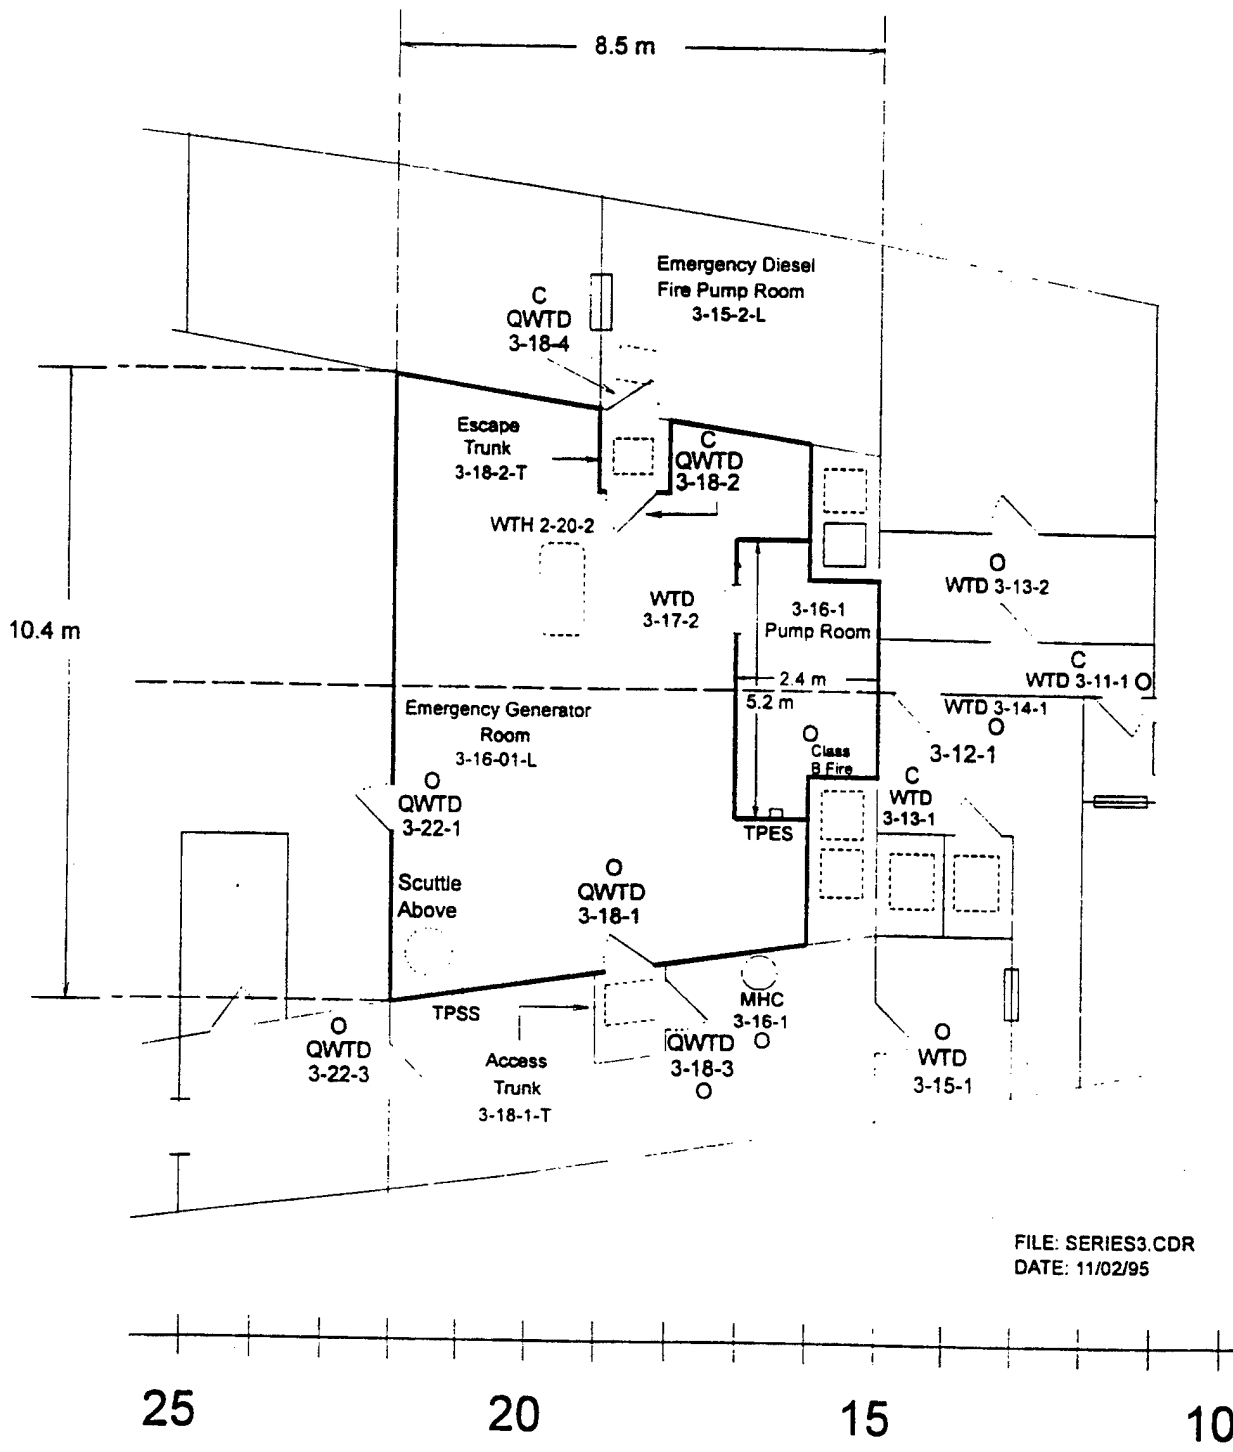 8.5 m
Emergency Diesel
Fire Pump Room
3-15-2-L
C
QWTD
3-18-4
Escape
Trunk
3-18-2-T
C
QWTD
3-18-2
WTH 2-20-2
O
WTD 3-13-2
WTD
3-17-2
3-16-1
Pump Room
10.4 m
C
WTD 3-11-1 O
2.4 m
5.2 m
Emergency Generator
Room
3-16-01-L
WTD 3-14-1
O
O
Class
B Fire
3-12-1
O
QWTD
3-22-1
C
WTD
3-13-1
TPES
Scuttle
Above
O
QWTD
3-18-1
TPSS
MHC
3-16-1
O
O
QWTD
3-22-3
Access
Trunk
3-18-1-T
QWTD
3-18-3
O
O
WTD
3-15-1
FILE: SERIES3.CDR
DATE: 11/02/95
25 20 15 10